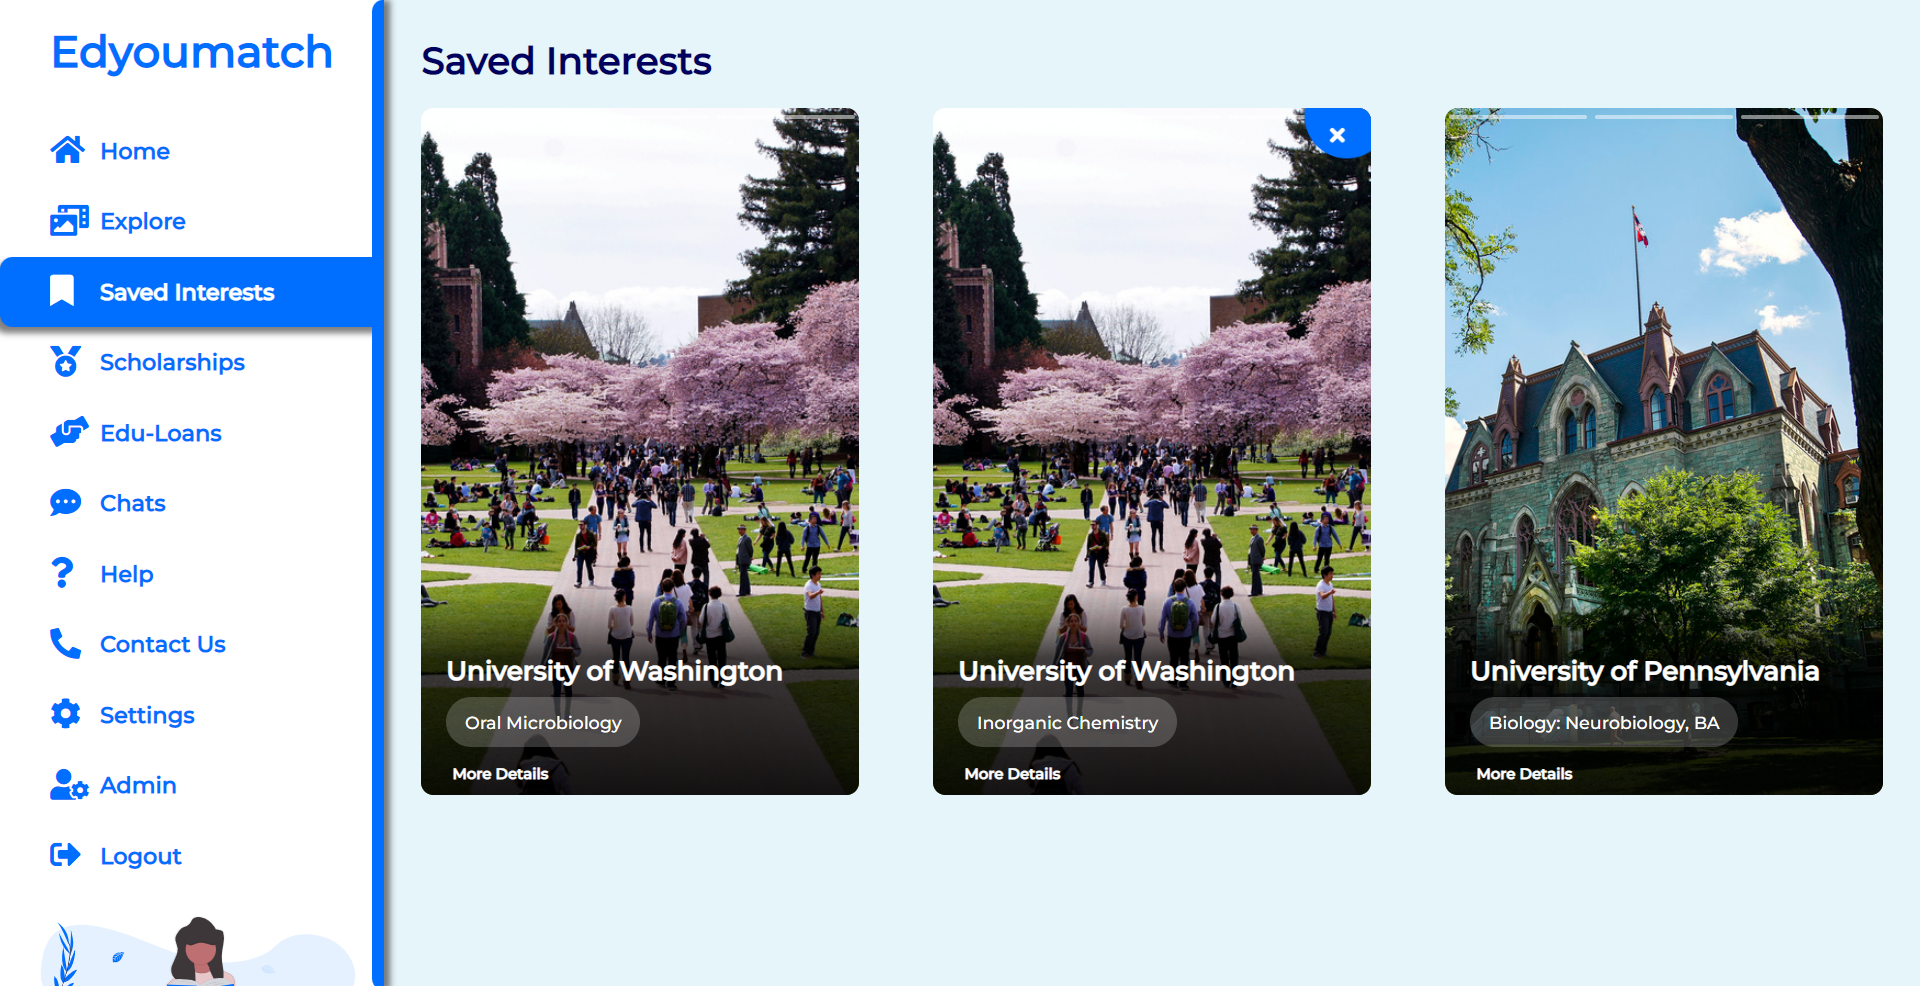 Edyoumatch
Home
Explore
Saved Interests
Scholarships
Edu-Loans
Chats
Help
Contact Us
Settings
Admin
Logout
Saved Interests
University of Washington
Oral Microbiology
More Details
University of Washington
Inorganic Chemistry
More Details
University of Pennsylvania
Biology: Neurobiology, BA
More Details